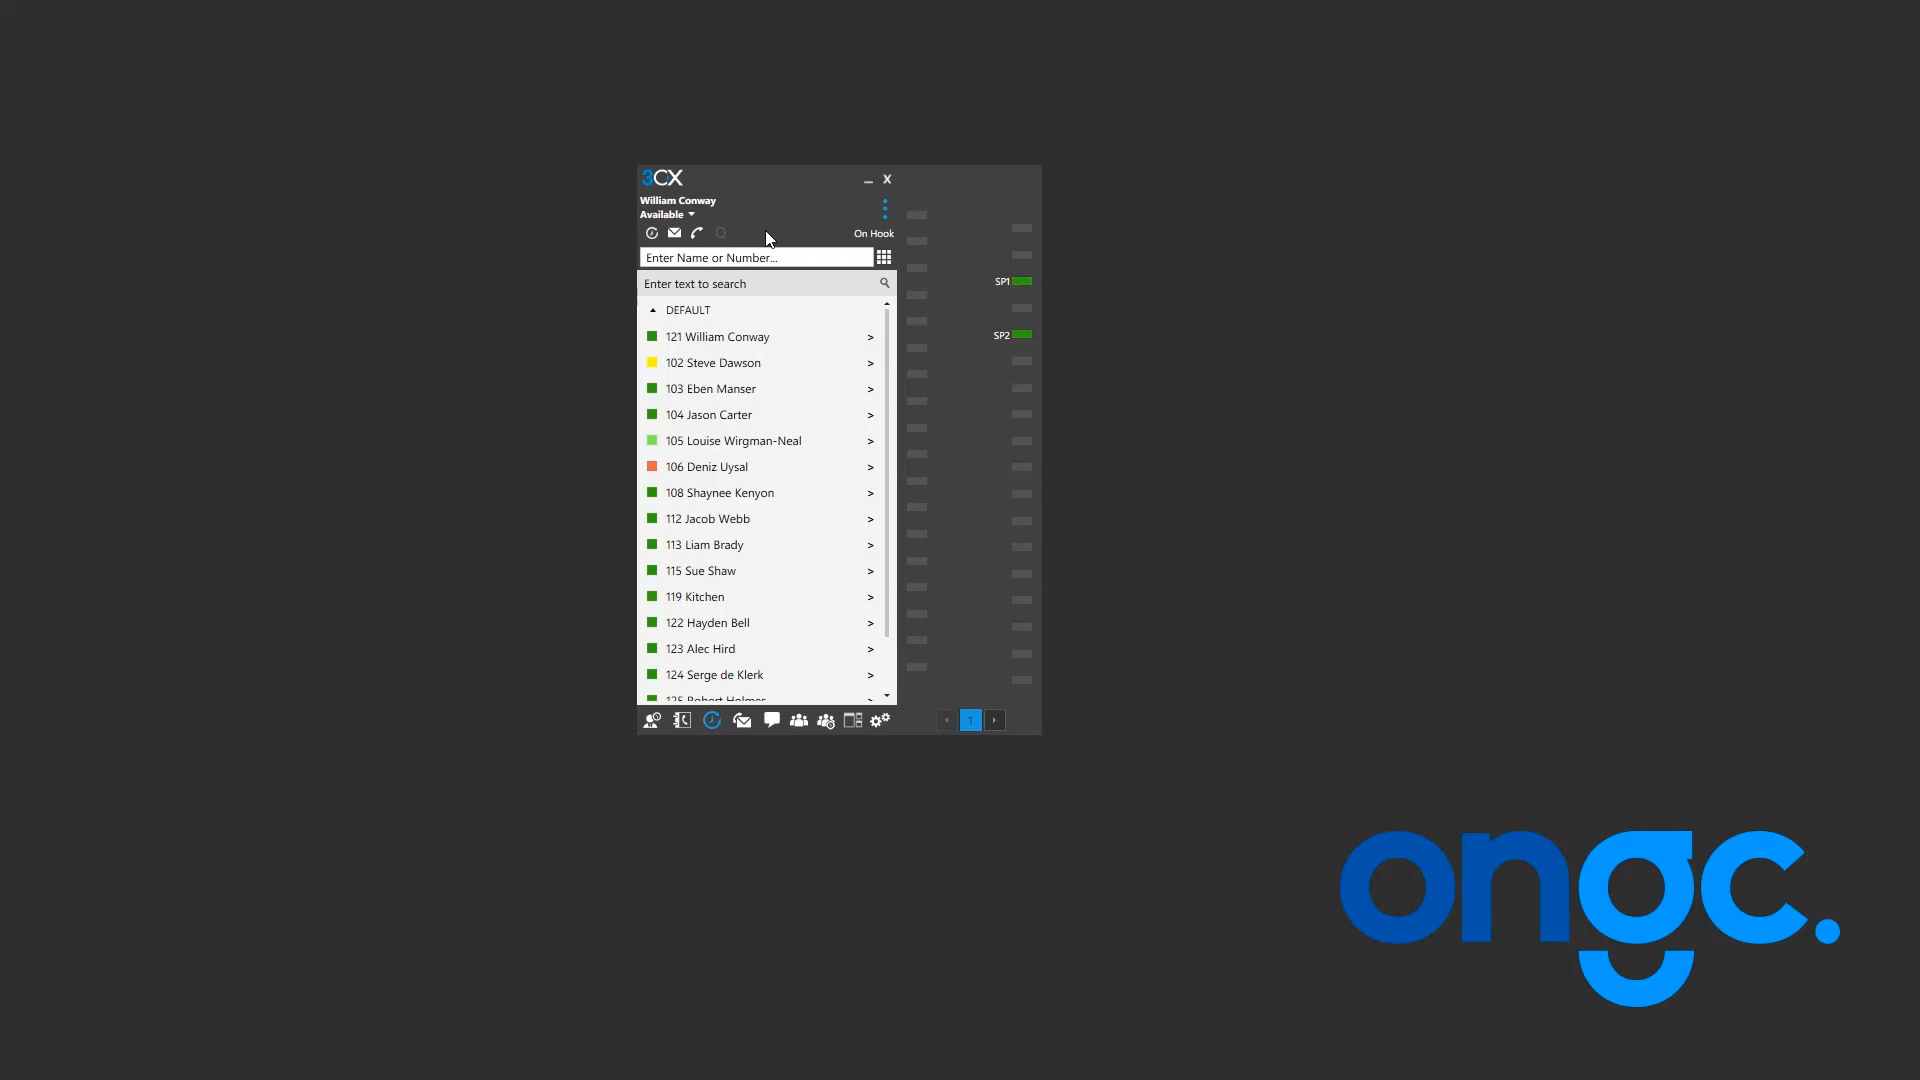 3CX
William Conway
Available
On Hook
Enter Name or Number...
Enter text to search
DEFAULT
121 William Conway >
102 Steve Dawson >
103 Eben Manser >
104 Jason Carter >
105 Louise Wirgman-Neal >
106 Deniz Uysal >
108 Shaynee Kenyon >
112 Jacob Webb >
113 Liam Brady >
115 Sue Shaw >
119 Kitchen >
122 Hayden Bell >
123 Alec Hird >
124 Serge de Klerk >
125 Robert Holmes >
SP1
SP2
1
ongc.